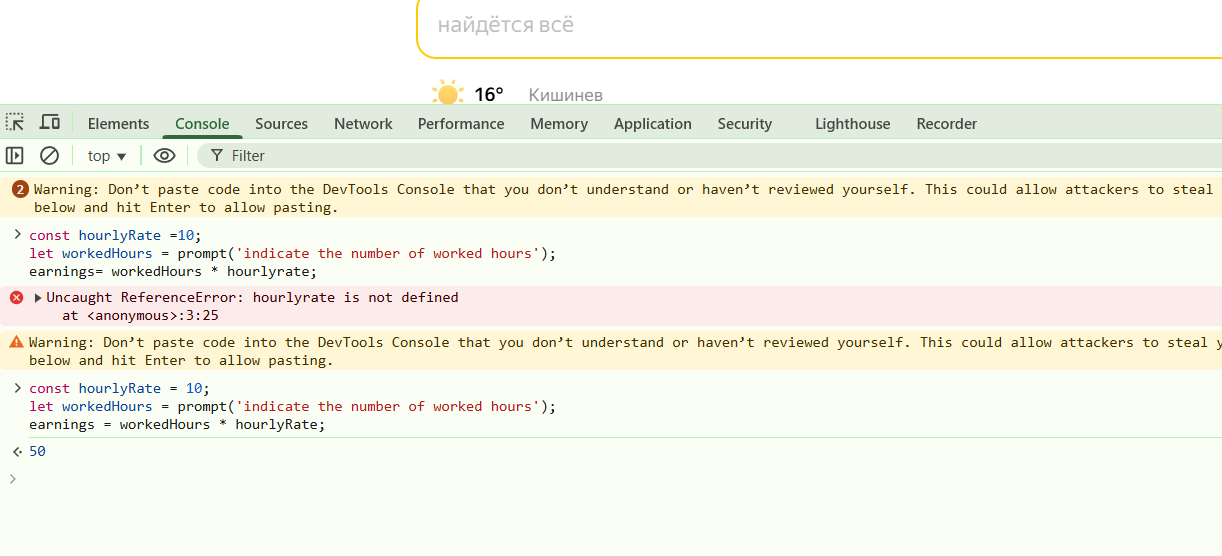 найдётся всё
16° Кишинев
Elements Console Sources Network Performance Memory Application Security Lighthouse Recorder
top Filter
2 Warning: Don’t paste code into the DevTools Console that you don’t understand or haven’t reviewed yourself. This could allow attackers to steal
below and hit Enter to allow pasting.
const hourlyRate =10;
let workedHours = prompt('indicate the number of worked hours');
earnings= workedHours * hourlyrate;
Uncaught ReferenceError: hourlyrate is not defined
at <anonymous>:3:25
Warning: Don’t paste code into the DevTools Console that you don’t understand or haven’t reviewed yourself. This could allow attackers to steal y
below and hit Enter to allow pasting.
const hourlyRate = 10;
let workedHours = prompt('indicate the number of worked hours');
earnings = workedHours * hourlyRate;
50